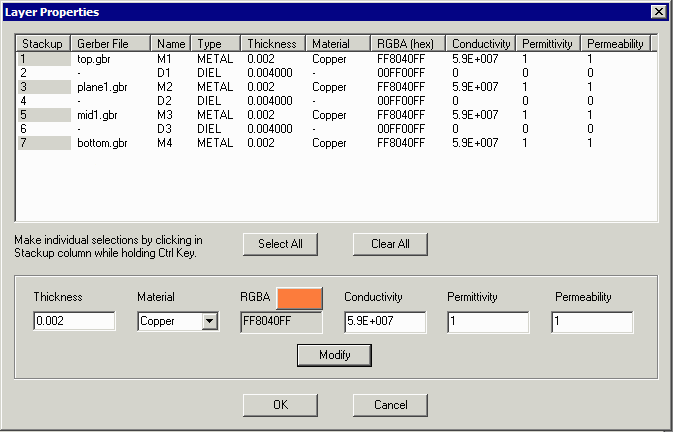 Layer Properties
Stackup Gerber File Name Type Thickness Material RGBA (hex) Conductivity Permittivity Permeability
1 top.gbr M1 METAL 0.002 Copper FF8040FF 5.9E+007 1 1
2 - D1 DIEL 0.004000 - 00FF00FF 0 0 0
3 plane1.gbr M2 METAL 0.002 Copper FF8040FF 5.9E+007 1 1
4 - D2 DIEL 0.004000 - 00FF00FF 0 0 0
5 mid1.gbr M3 METAL 0.002 Copper FF8040FF 5.9E+007 1 1
6 - D3 DIEL 0.004000 - 00FF00FF 0 0 0
7 bottom.gbr M4 METAL 0.002 Copper FF8040FF 5.9E+007 1 1
Make individual selections by clicking in
Stackup column while holding Ctrl Key.
Select All Clear All
Thickness Material RGBA Conductivity Permittivity Permeability
0.002 Copper FF8040FF 5.9E+007 1 1
Modify
OK Cancel